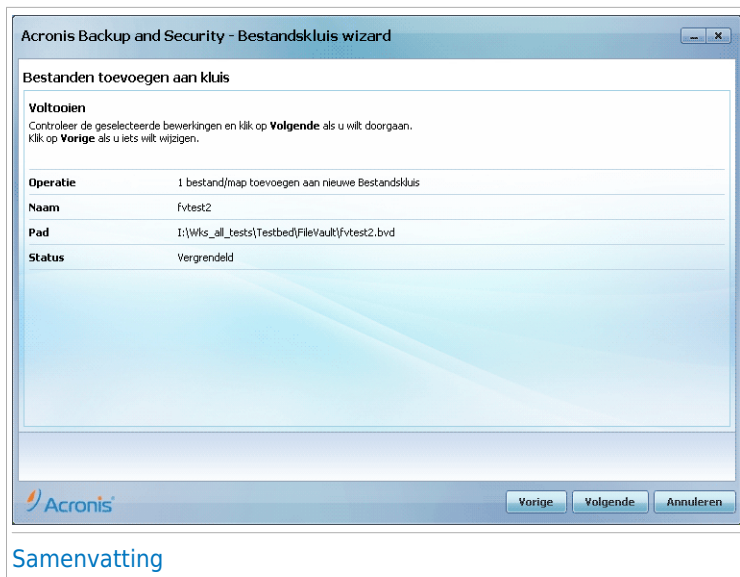 Acronis Backup and Security - Bestandskluis wizard
Bestanden toevoegen aan kluis
Voltooien
Controleer de geselecteerde bewerkingen en klik op Volgende als u wilt doorgaan.
Klik op Vorige als u iets wilt wijzigen.
Operatie 1 bestand/map toevoegen aan nieuwe Bestandskluis
Naam fvtest2
Pad I:\Wks_all_tests\Testbed\FileVault\fvtest2.bvd
Status Vergrendeld
Acronis
Vorige Volgende Annuleren
Samenvatting